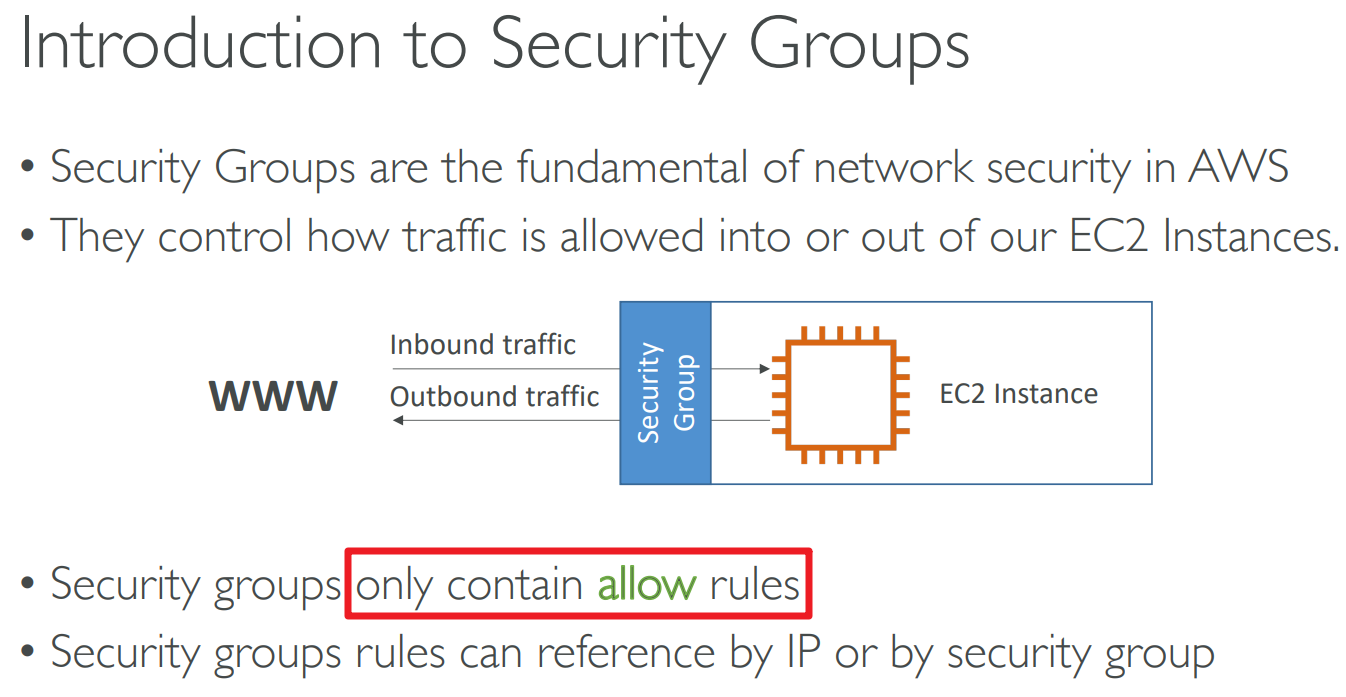 Introduction to Security Groups
• Security Groups are the fundamental of network security in AWS
• They control how traffic is allowed into or out of our EC2 Instances.
Inbound traffic
WWW
Outbound traffic
Security
Group
EC2 Instance
• Security groups only contain allow rules
• Security groups rules can reference by IP or by security group